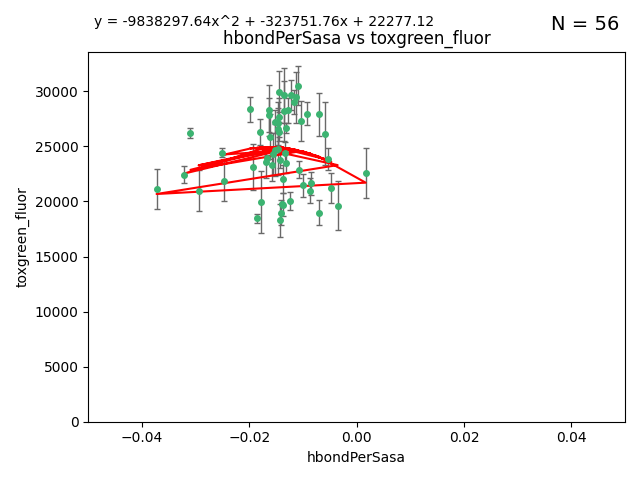 y = -9838297.64x^2 + -323751.76x + 22277.12
N = 56
hbondPerSasa vs toxgreen_fluor
toxgreen_fluor
30000
25000
20000
15000
10000
5000
0
−0.04
−0.02
0.00
0.02
0.04
hbondPerSasa